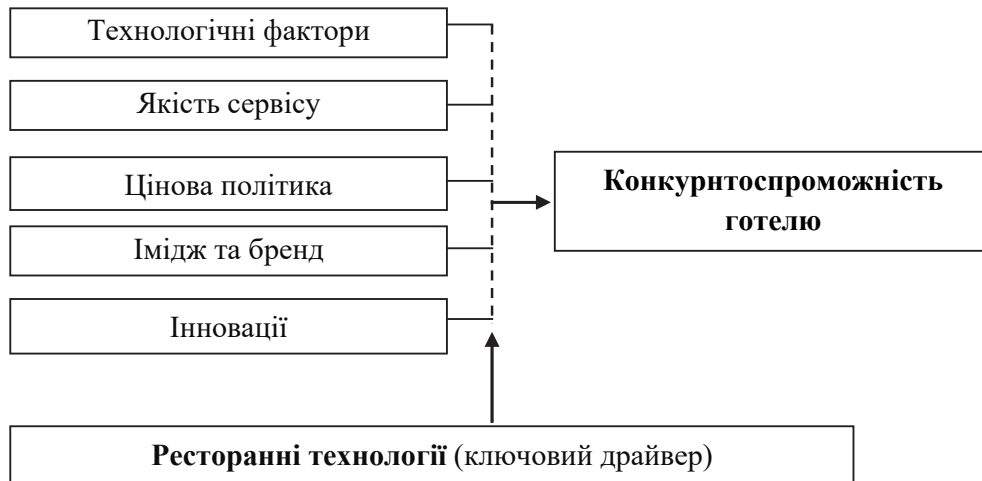 Технологічні фактори
Якість сервісу
Цінова політика
Імідж та бренд
Інновації
Конкурнтоспроможність
готелю
Ресторанні технології (ключовий драйвер)